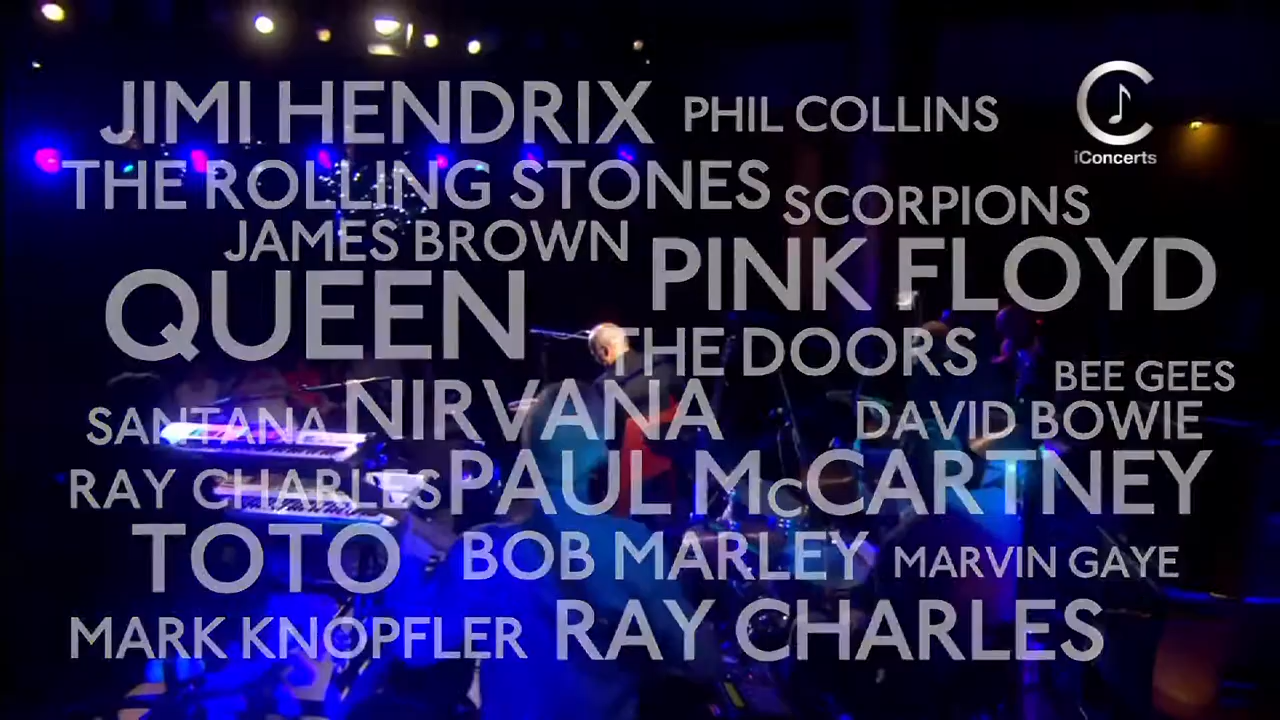 JIMI HENDRIX PHIL COLLINS
iConcerts
THE ROLLING STONES SCORPIONS
JAMES BROWN PINK FLOYD
QUEEN THE DOORS
BEE GEES
SANTANA NIRVANA DAVID BOWIE
RAY CHARLES PAUL McCARTNEY
TOTO BOB MARLEY MARVIN GAYE
MARK KNOPFLER RAY CHARLES